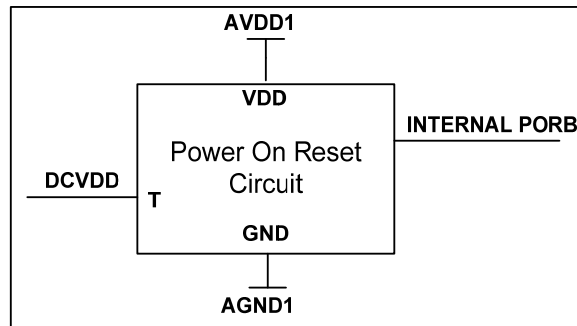 AVDD1
VDD
INTERNAL PORB
Power On Reset
Circuit
DCVDD
T
GND
AGND1